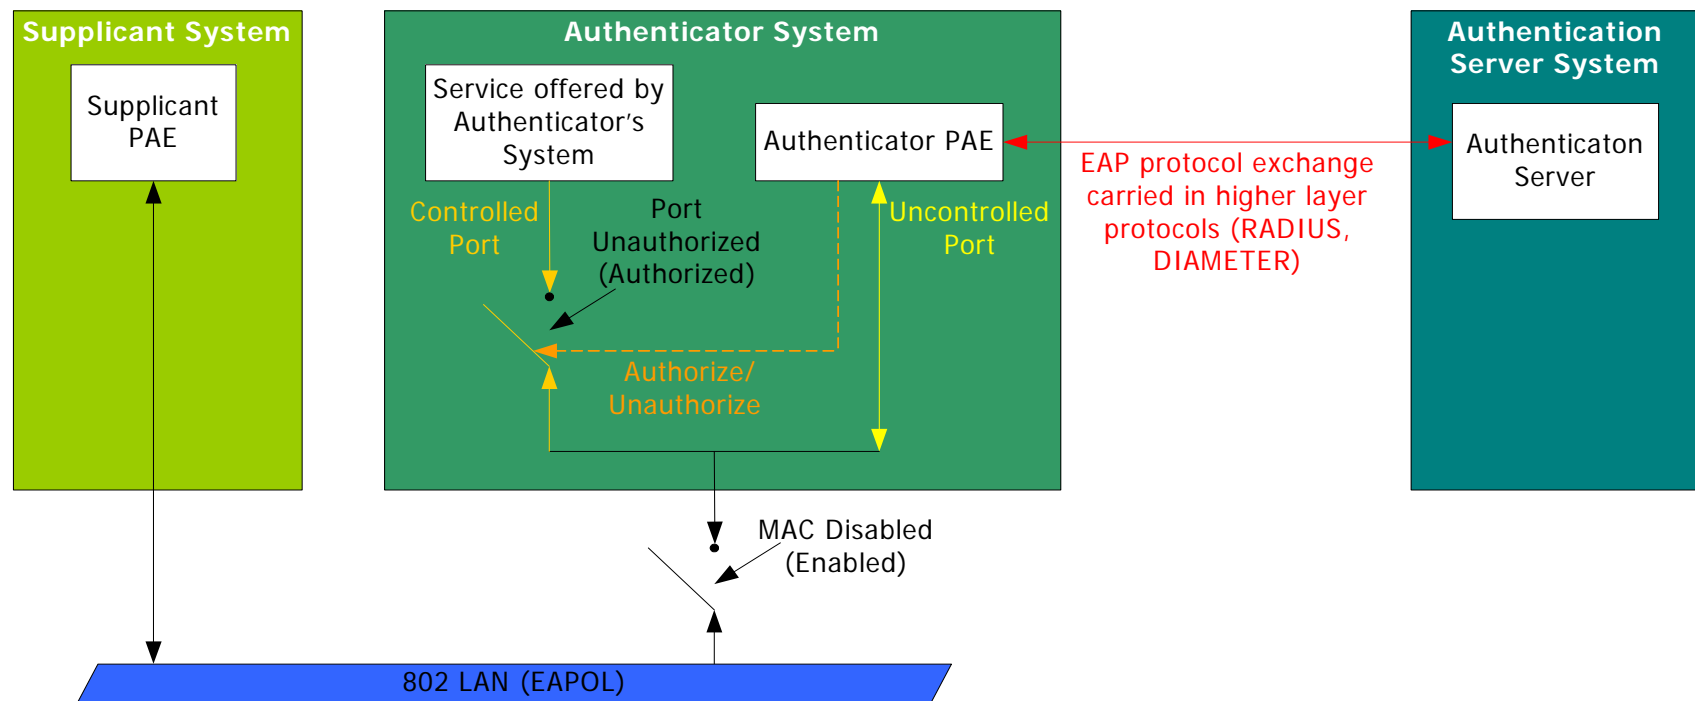 Supplicant System
Supplicant
PAE
Authenticator System
Service offered by
Authenticator's
System
Authenticator PAE
Controlled
Port
Port
Unauthorized
(Authorized)
Uncontrolled
Port
Authorize/
Unauthorize
EAP protocol exchange
carried in higher layer
protocols (RADIUS,
DIAMETER)
Authentication
Server System
Authenticaton
Server
MAC Disabled
(Enabled)
802 LAN (EAPOL)